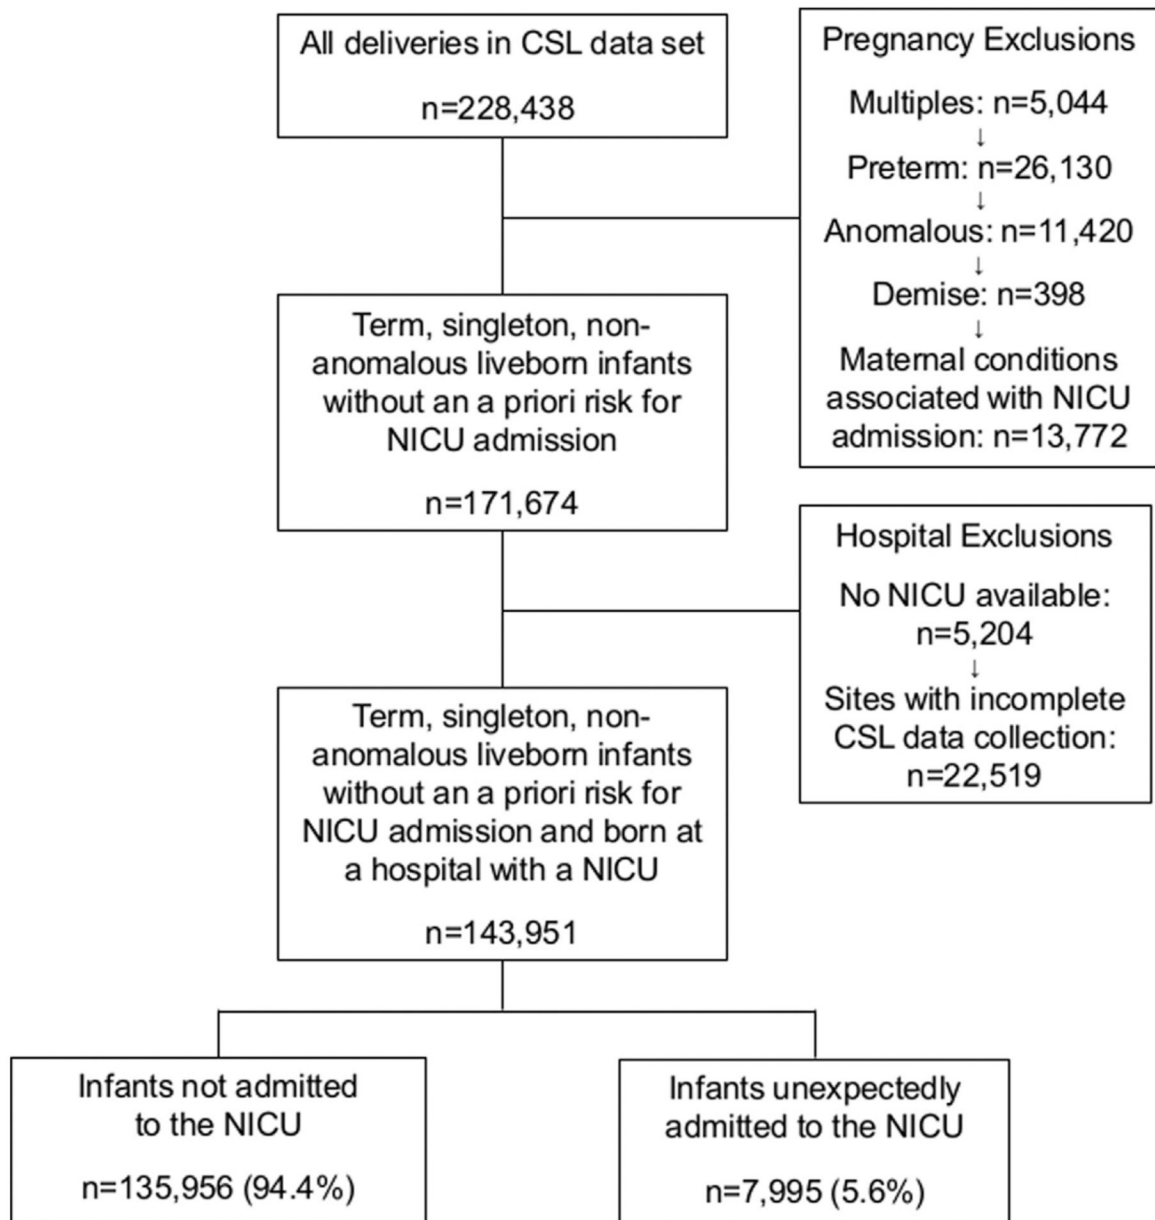 All deliveries in CSL data set
n=228,438
Pregnancy Exclusions
Multiples: n=5,044
↓
Preterm: n=26,130
↓
Anomalous: n=11,420
↓
Demise: n=398
↓
Maternal conditions
associated with NICU
admission: n=13,772
Term, singleton, non-
anomalous liveborn infants
without an a priori risk for
NICU admission
n=171,674
Hospital Exclusions
No NICU available:
n=5,204
↓
Sites with incomplete
CSL data collection:
n=22,519
Term, singleton, non-
anomalous liveborn infants
without an a priori risk for
NICU admission and born at
a hospital with a NICU
n=143,951
Infants not admitted
to the NICU
n=135,956 (94.4%)
Infants unexpectedly
admitted to the NICU
n=7,995 (5.6%)